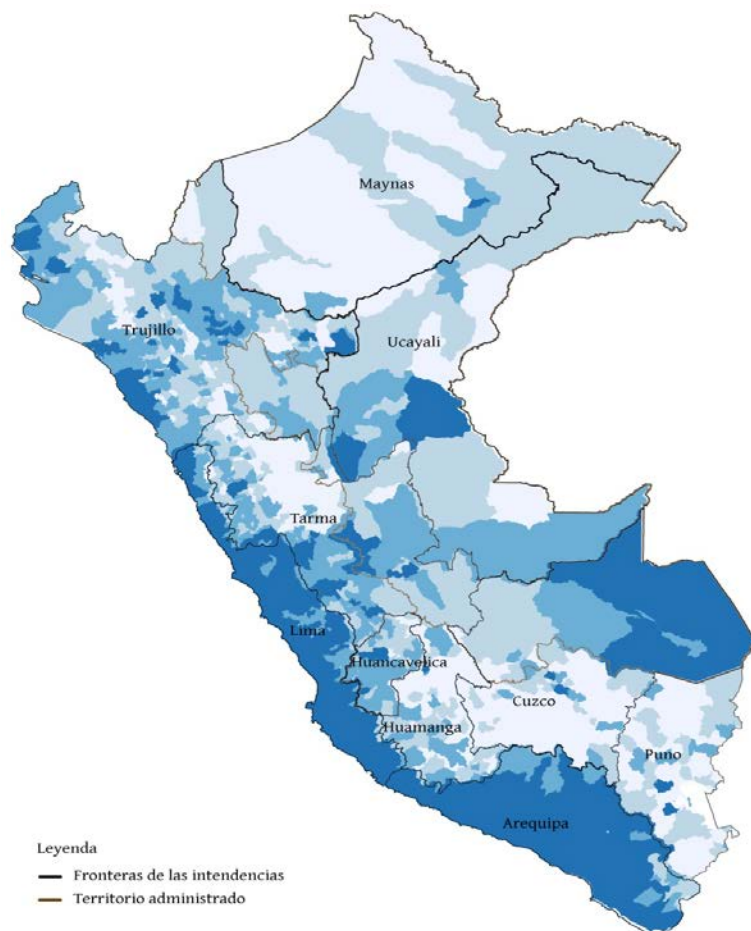 Maynas
Trujillo
Ucayali
Tarma
Lima
Huancavelica
Cuzco
Huamanga
Puno
Arequipa
Leyenda
Fronteras de las intendencias
Territorio administrado